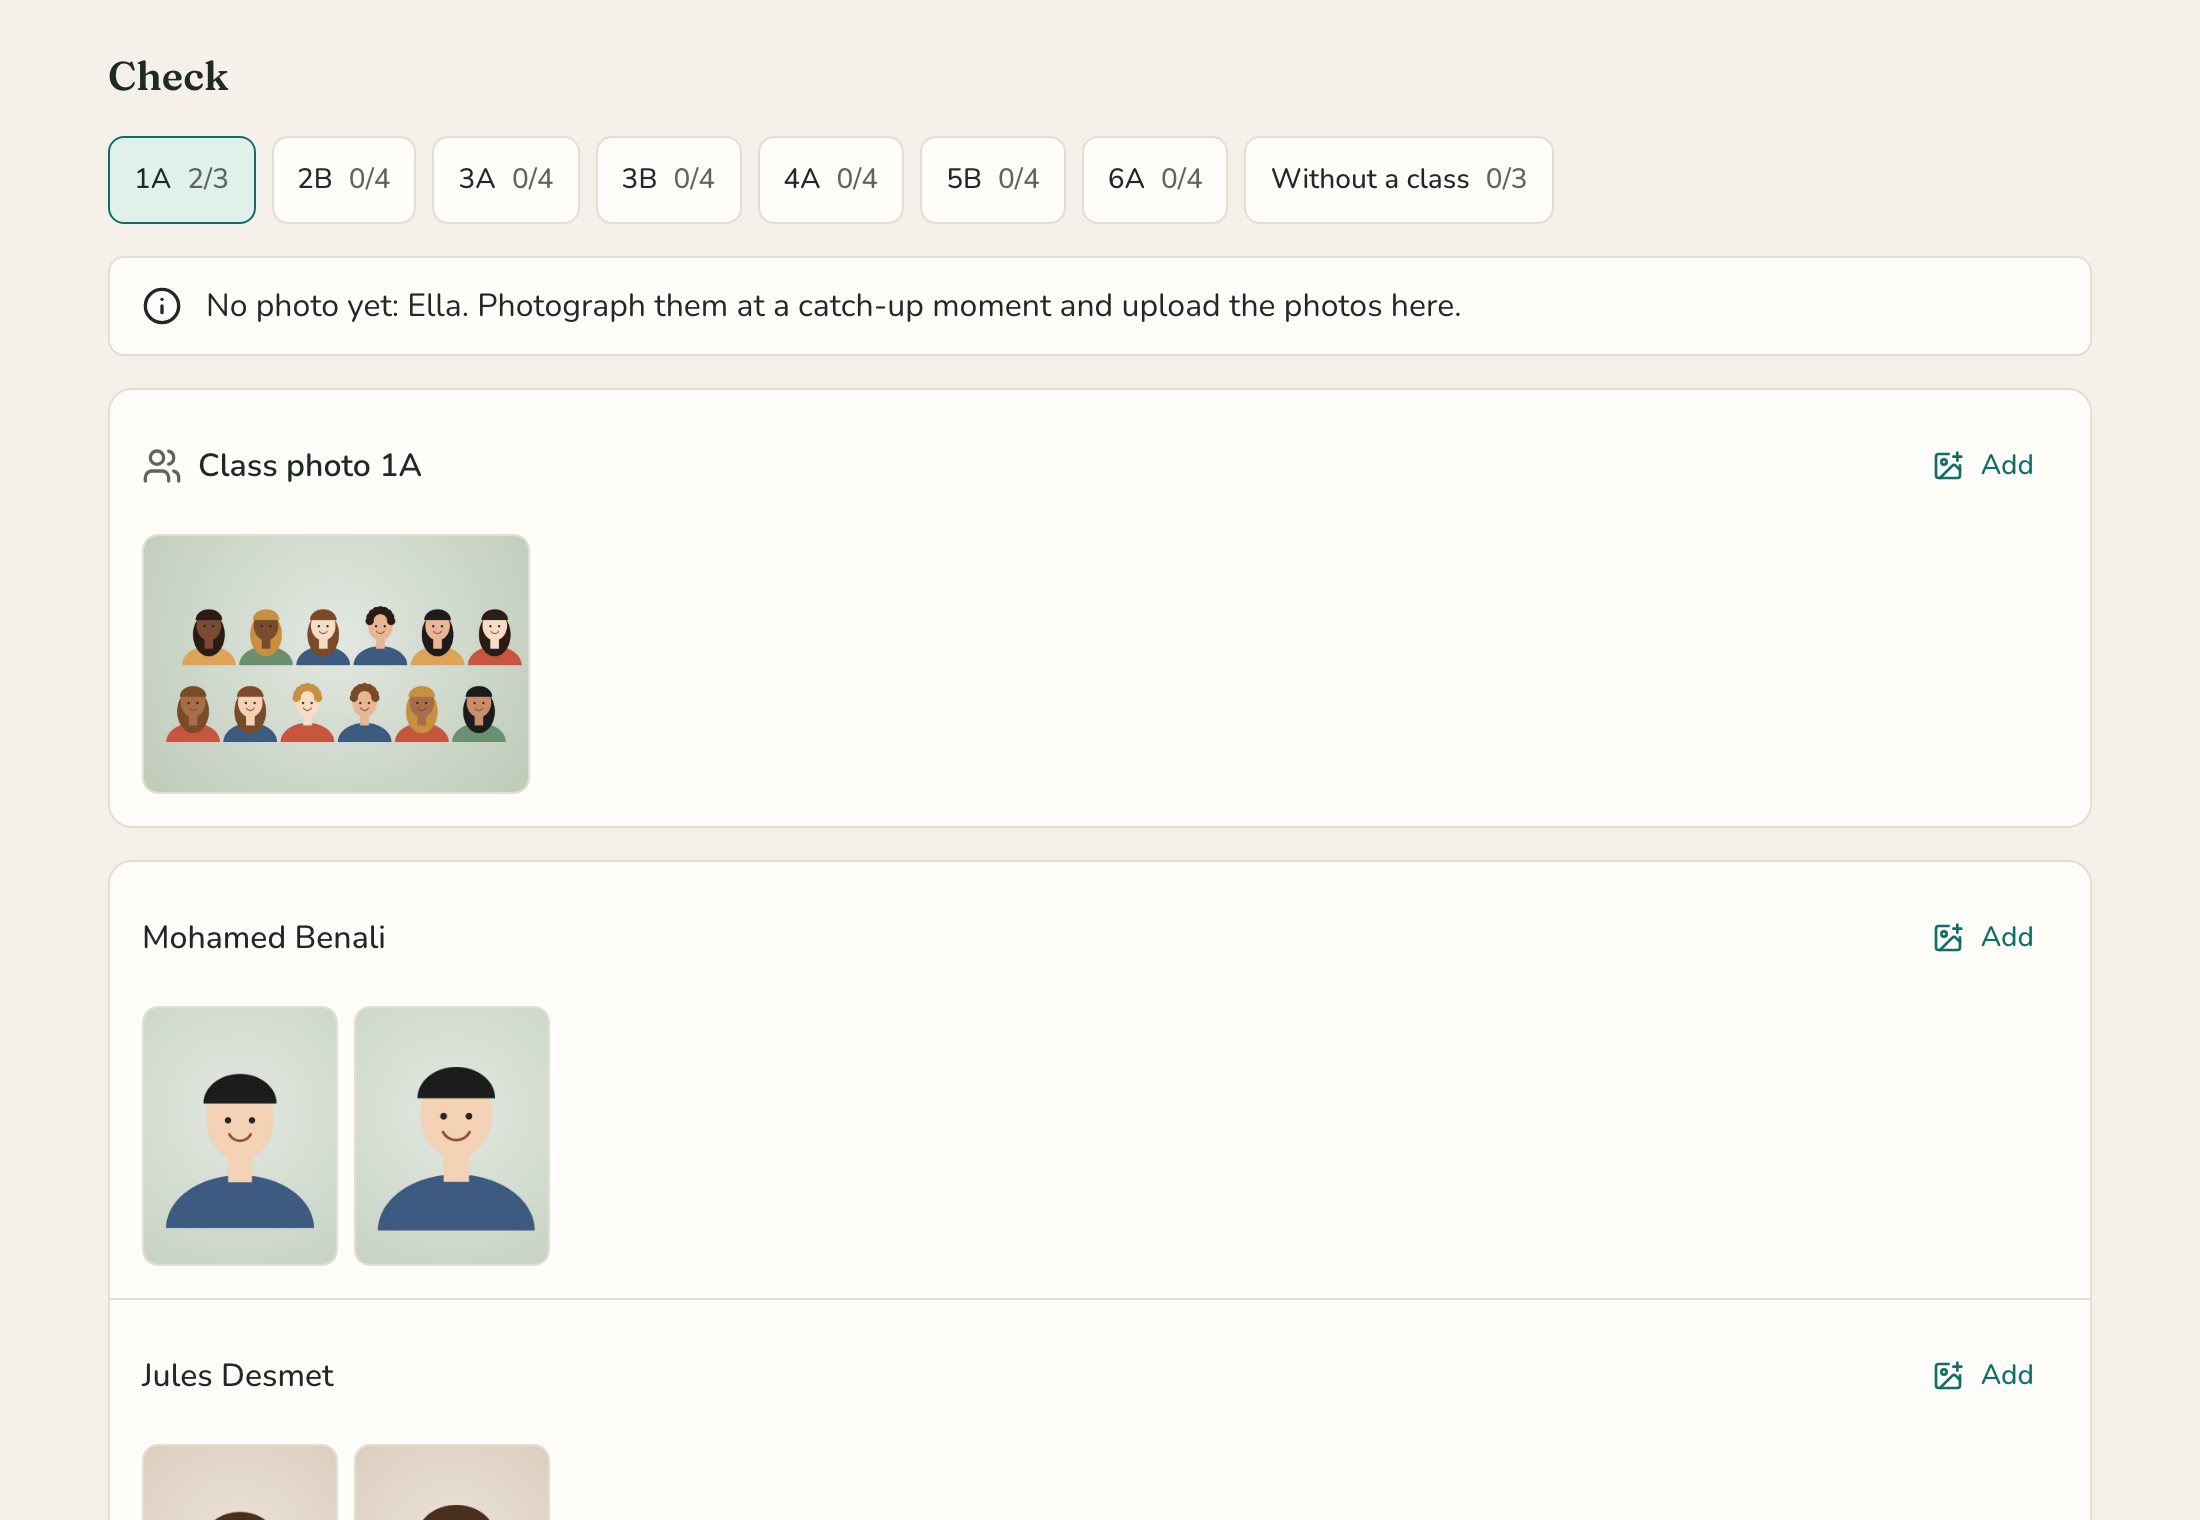 Check
1A 2/3 2B 0/4 3A 0/4 3B 0/4 4A 0/4 5B 0/4 6A 0/4 Without a class 0/3
No photo yet: Ella. Photograph them at a catch-up moment and upload the photos here.
Class photo 1A Add
Mohamed Benali Add
Jules Desmet Add